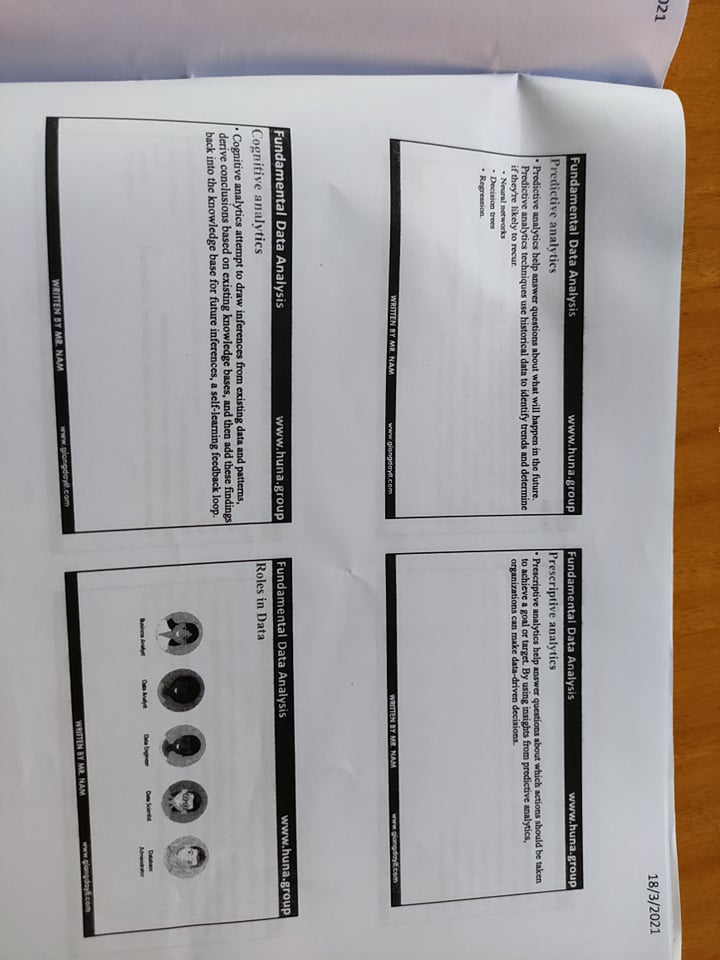 021
18/3/2021
Fundamental Data Analysis www.huna.group
Predictive analytics
• Predictive analytics help answer questions about what will happen in the future.
Predictive analytics techniques use historical data to identify trends and determine
if they're likely to recur.
• Neural networks
• Decision trees
• Regression
WRITTEN BY MR. NAM www.giangdayit.com
Fundamental Data Analysis www.huna.group
Prescriptive analytics
• Prescriptive analytics help answer questions about which actions should be taken
to achieve a goal or target. By using insights from predictive analytics,
organizations can make data-driven decisions.
WRITTEN BY MR. NAM www.giangdayit.com
Fundamental Data Analysis www.huna.group
Cognitive analytics
• Cognitive analytics attempt to draw inferences from existing data and patterns,
derive conclusions based on existing knowledge bases, and then add these findings
back into the knowledge base for future inferences, a self-learning feedback loop.
WRITTEN BY MR. NAM www.giangdayit.com
Fundamental Data Analysis www.huna.group
Roles in Data
Business Analyst Data Analyst Data Engineer Data Scientist Database
Administrator
WRITTEN BY MR. NAM www.giangdayit.com